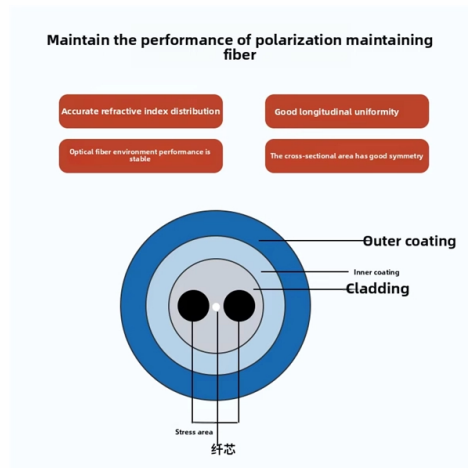 Maintain the performance of polarization maintaining
fiber
Accurate refractive index distribution
Good longitudinal uniformity
Optical fiber environment performance is
stable
The cross-sectional area has good symmetry
Outer coating
Inner coating
Cladding
Stress area
纤芯